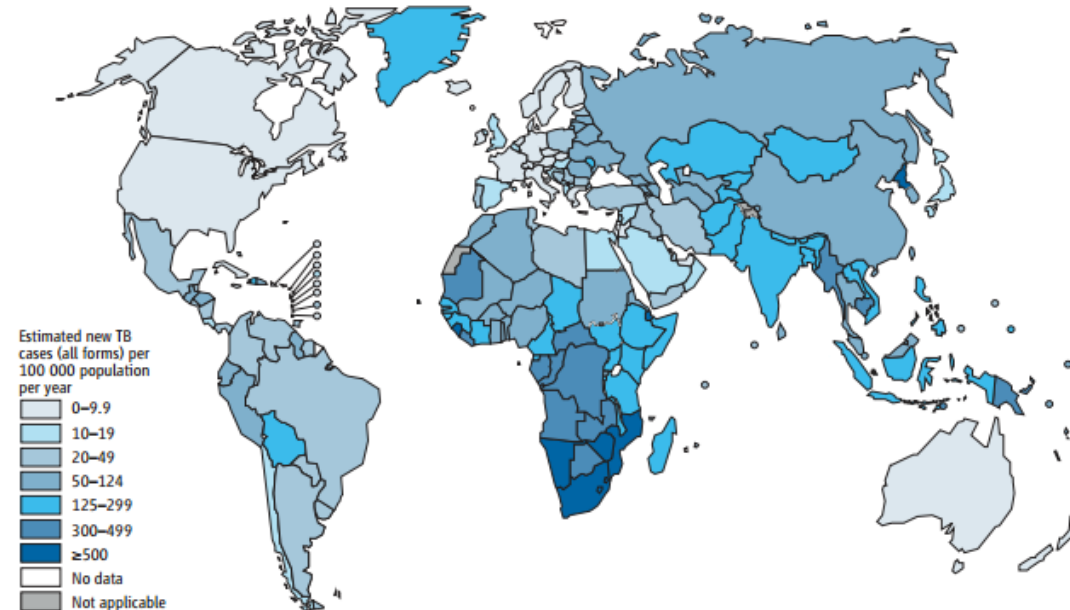 Estimated new TB
cases (all forms) per
100 000 population
per year
0–9.9
10–19
20–49
50–124
125–299
300–499
≥500
No data
Not applicable